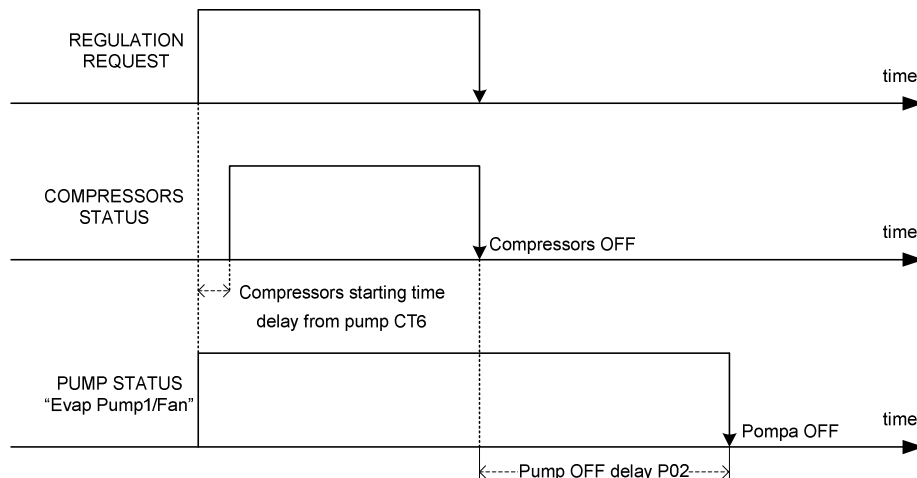 REGULATION
REQUEST
time
COMPRESSORS
STATUS
time
Compressors OFF
Compressors starting time
delay from pump CT6
PUMP STATUS
“Evap Pump1/Fan”
time
Pompa OFF
Pump OFF delay P02